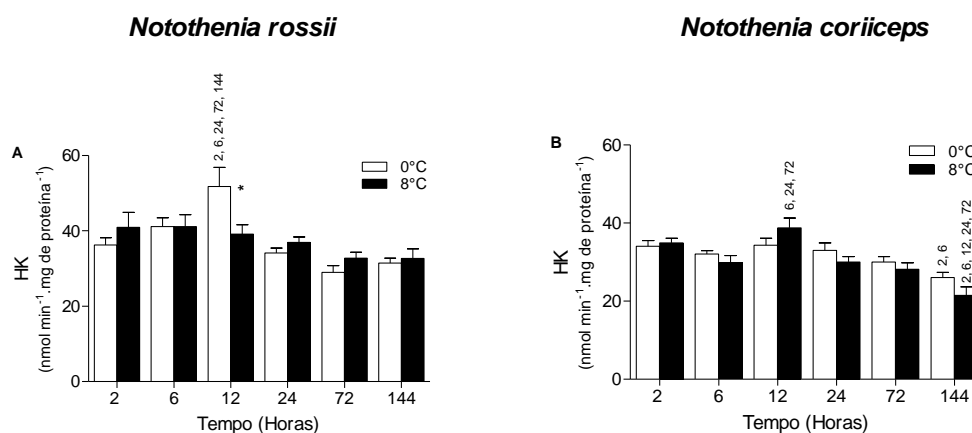 Notothenia rossii
Notothenia coriiceps
A
HK
(nmol min⁻¹.mg de proteína⁻¹)
60
40
20
0
2, 6, 24, 72, 144
*
0°C
8°C
2 6 12 24 72 144
Tempo (Horas)
B
HK
(nmol min⁻¹.mg de proteína⁻¹)
60
40
20
0
6, 24, 72
2, 6
2, 6, 12, 24, 72
0°C
8°C
2 6 12 24 72 144
Tempo (Horas)